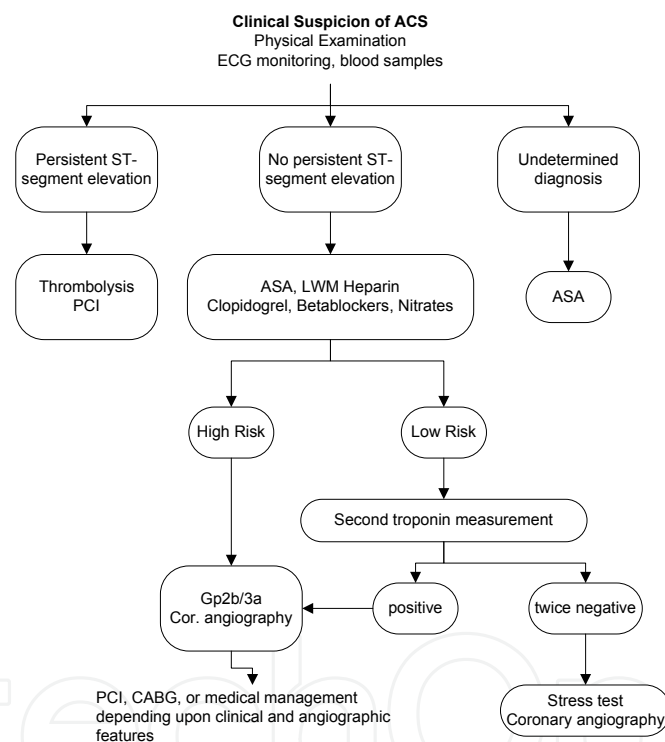 Clinical Suspicion of ACS
Physical Examination
ECG monitoring, blood samples
Persistent ST-
segment elevation
No persistent ST-
segment elevation
Undetermined
diagnosis
Thrombolysis
PCI
ASA, LWM Heparin
Clopidogrel, Betablockers, Nitrates
ASA
High Risk
Low Risk
Second troponin measurement
Gp2b/3a
Cor. angiography
positive
twice negative
PCI, CABG, or medical management
depending upon clinical and angiographic
features
Stress test
Coronary angiography